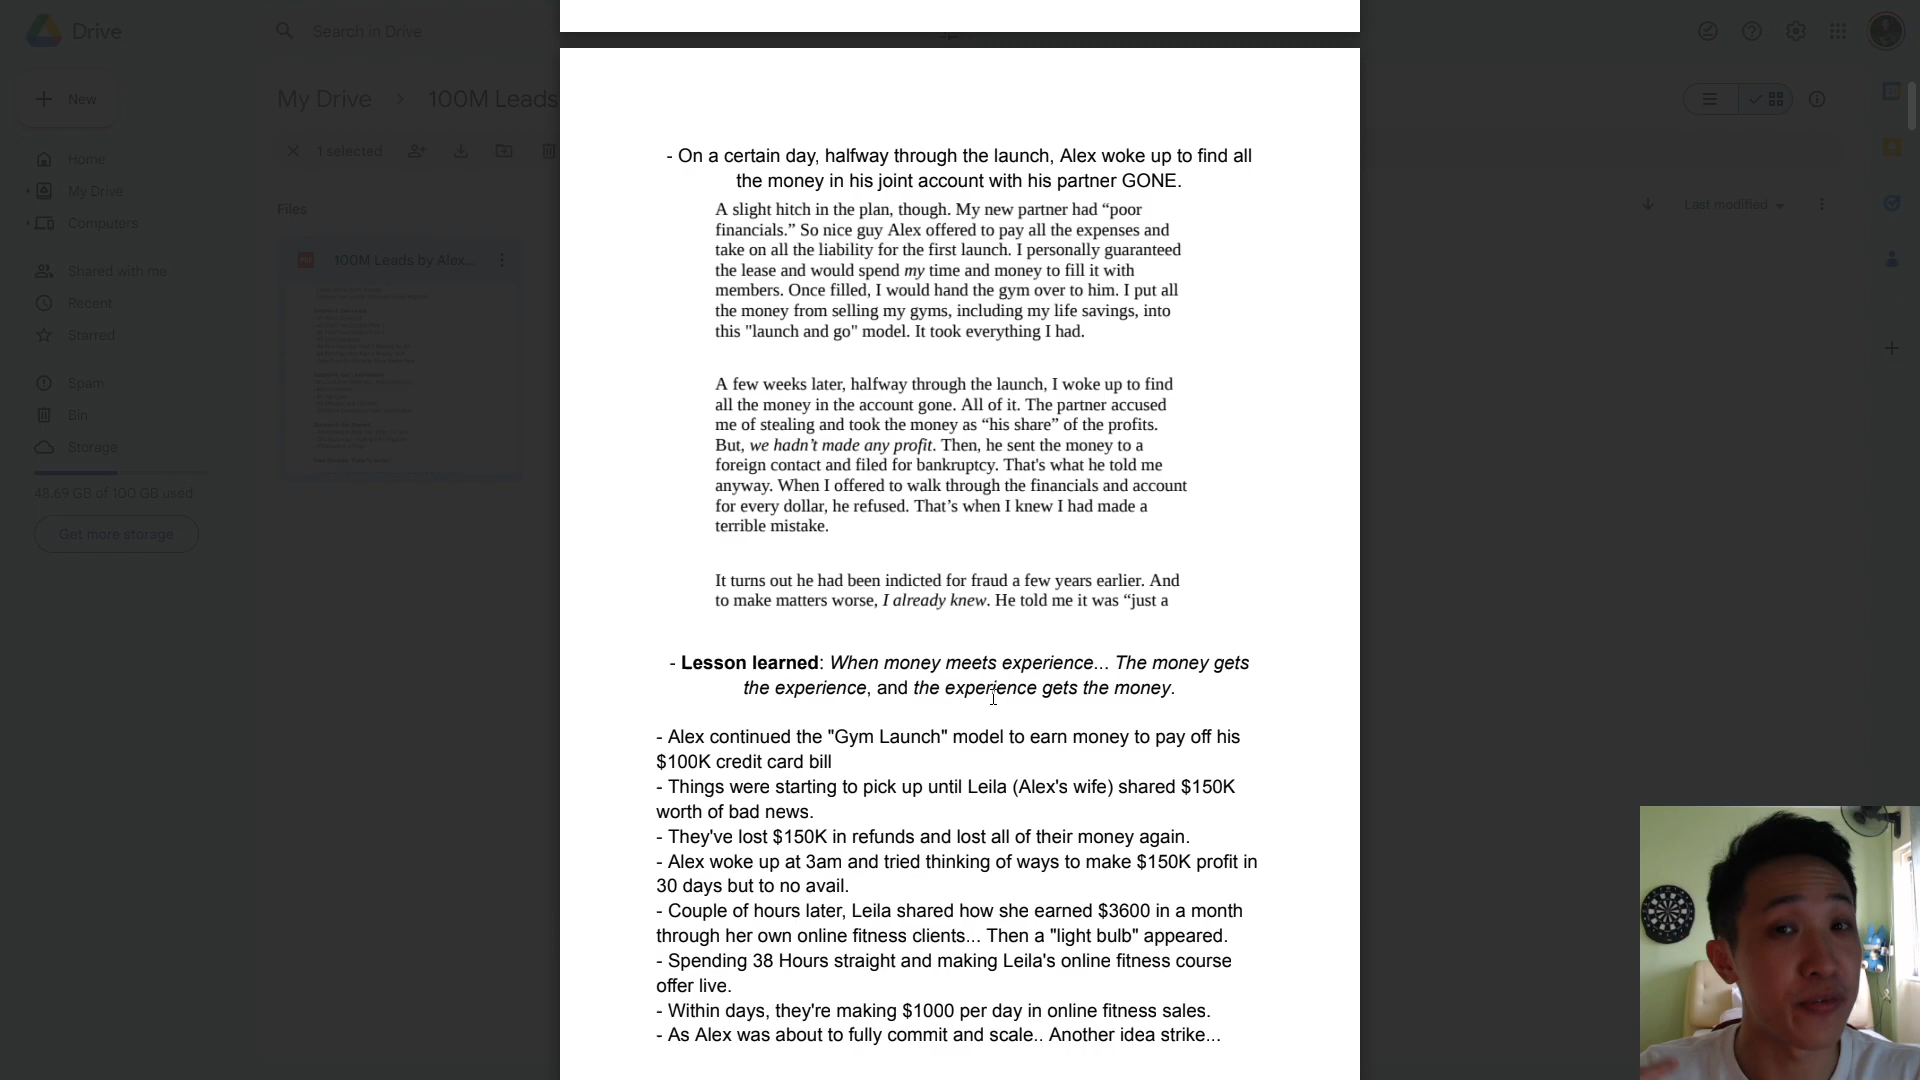 Drive
Search in Drive
New
My Drive > 100M Leads
1 selected
Home
My Drive
Computers
Shared with me
Recent
Starred
Spam
Bin
Storage
48.69 GB of 100 GB used
Get more storage
Files
Last modified
100M Leads by Alex...
- On a certain day, halfway through the launch, Alex woke up to find all
the money in his joint account with his partner GONE.
A slight hitch in the plan, though. My new partner had “poor
financials.” So nice guy Alex offered to pay all the expenses and
take on all the liability for the first launch. I personally guaranteed
the lease and would spend my time and money to fill it with
members. Once filled, I would hand the gym over to him. I put all
the money from selling my gyms, including my life savings, into
this "launch and go" model. It took everything I had.
A few weeks later, halfway through the launch, I woke up to find
all the money in the account gone. All of it. The partner accused
me of stealing and took the money as “his share” of the profits.
But, we hadn’t made any profit. Then, he sent the money to a
foreign contact and filed for bankruptcy. That's what he told me
anyway. When I offered to walk through the financials and account
for every dollar, he refused. That’s when I knew I had made a
terrible mistake.
It turns out he had been indicted for fraud a few years earlier. And
to make matters worse, I already knew. He told me it was “just a
- Lesson learned: When money meets experience... The money gets
the experience, and the experience gets the money.
- Alex continued the "Gym Launch" model to earn money to pay off his
$100K credit card bill
- Things were starting to pick up until Leila (Alex's wife) shared $150K
worth of bad news.
- They've lost $150K in refunds and lost all of their money again.
- Alex woke up at 3am and tried thinking of ways to make $150K profit in
30 days but to no avail.
- Couple of hours later, Leila shared how she earned $3600 in a month
through her own online fitness clients... Then a "light bulb" appeared.
- Spending 38 Hours straight and making Leila's online fitness course
offer live.
- Within days, they're making $1000 per day in online fitness sales.
- As Alex was about to fully commit and scale.. Another idea strike...